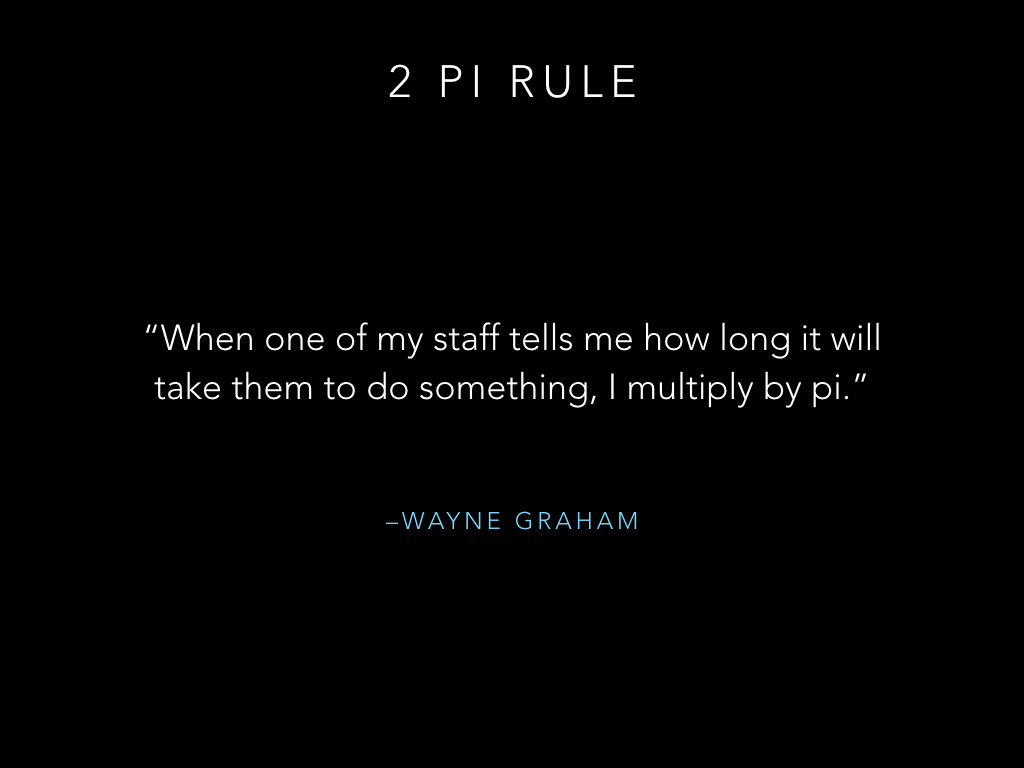 2 PI RULE
“When one of my staff tells me how long it will
take them to do something, I multiply by pi.”
–WAYNE GRAHAM